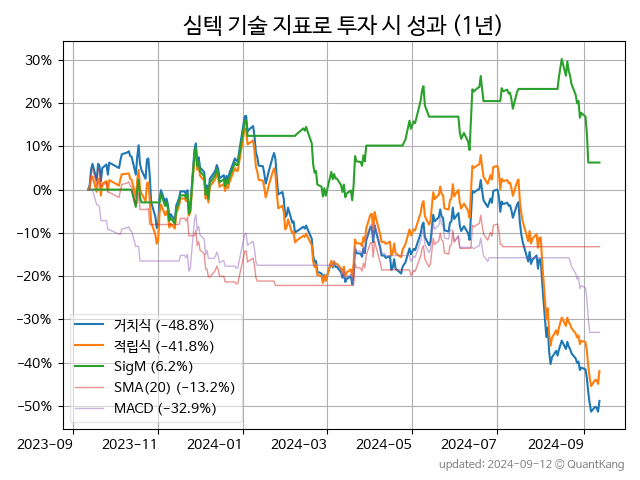 심텍 기술 지표로 투자 시 성과 (1년)
30%
20%
10%
0%
−10%
−20%
−30%
−40%
−50%
거치식 (−48.8%)
적립식 (−41.8%)
SigM (6.2%)
SMA(20) (−13.2%)
MACD (−32.9%)
2023-09 2023-11 2024-01 2024-03 2024-05 2024-07 2024-09
updated: 2024-09-12 © QuantKang